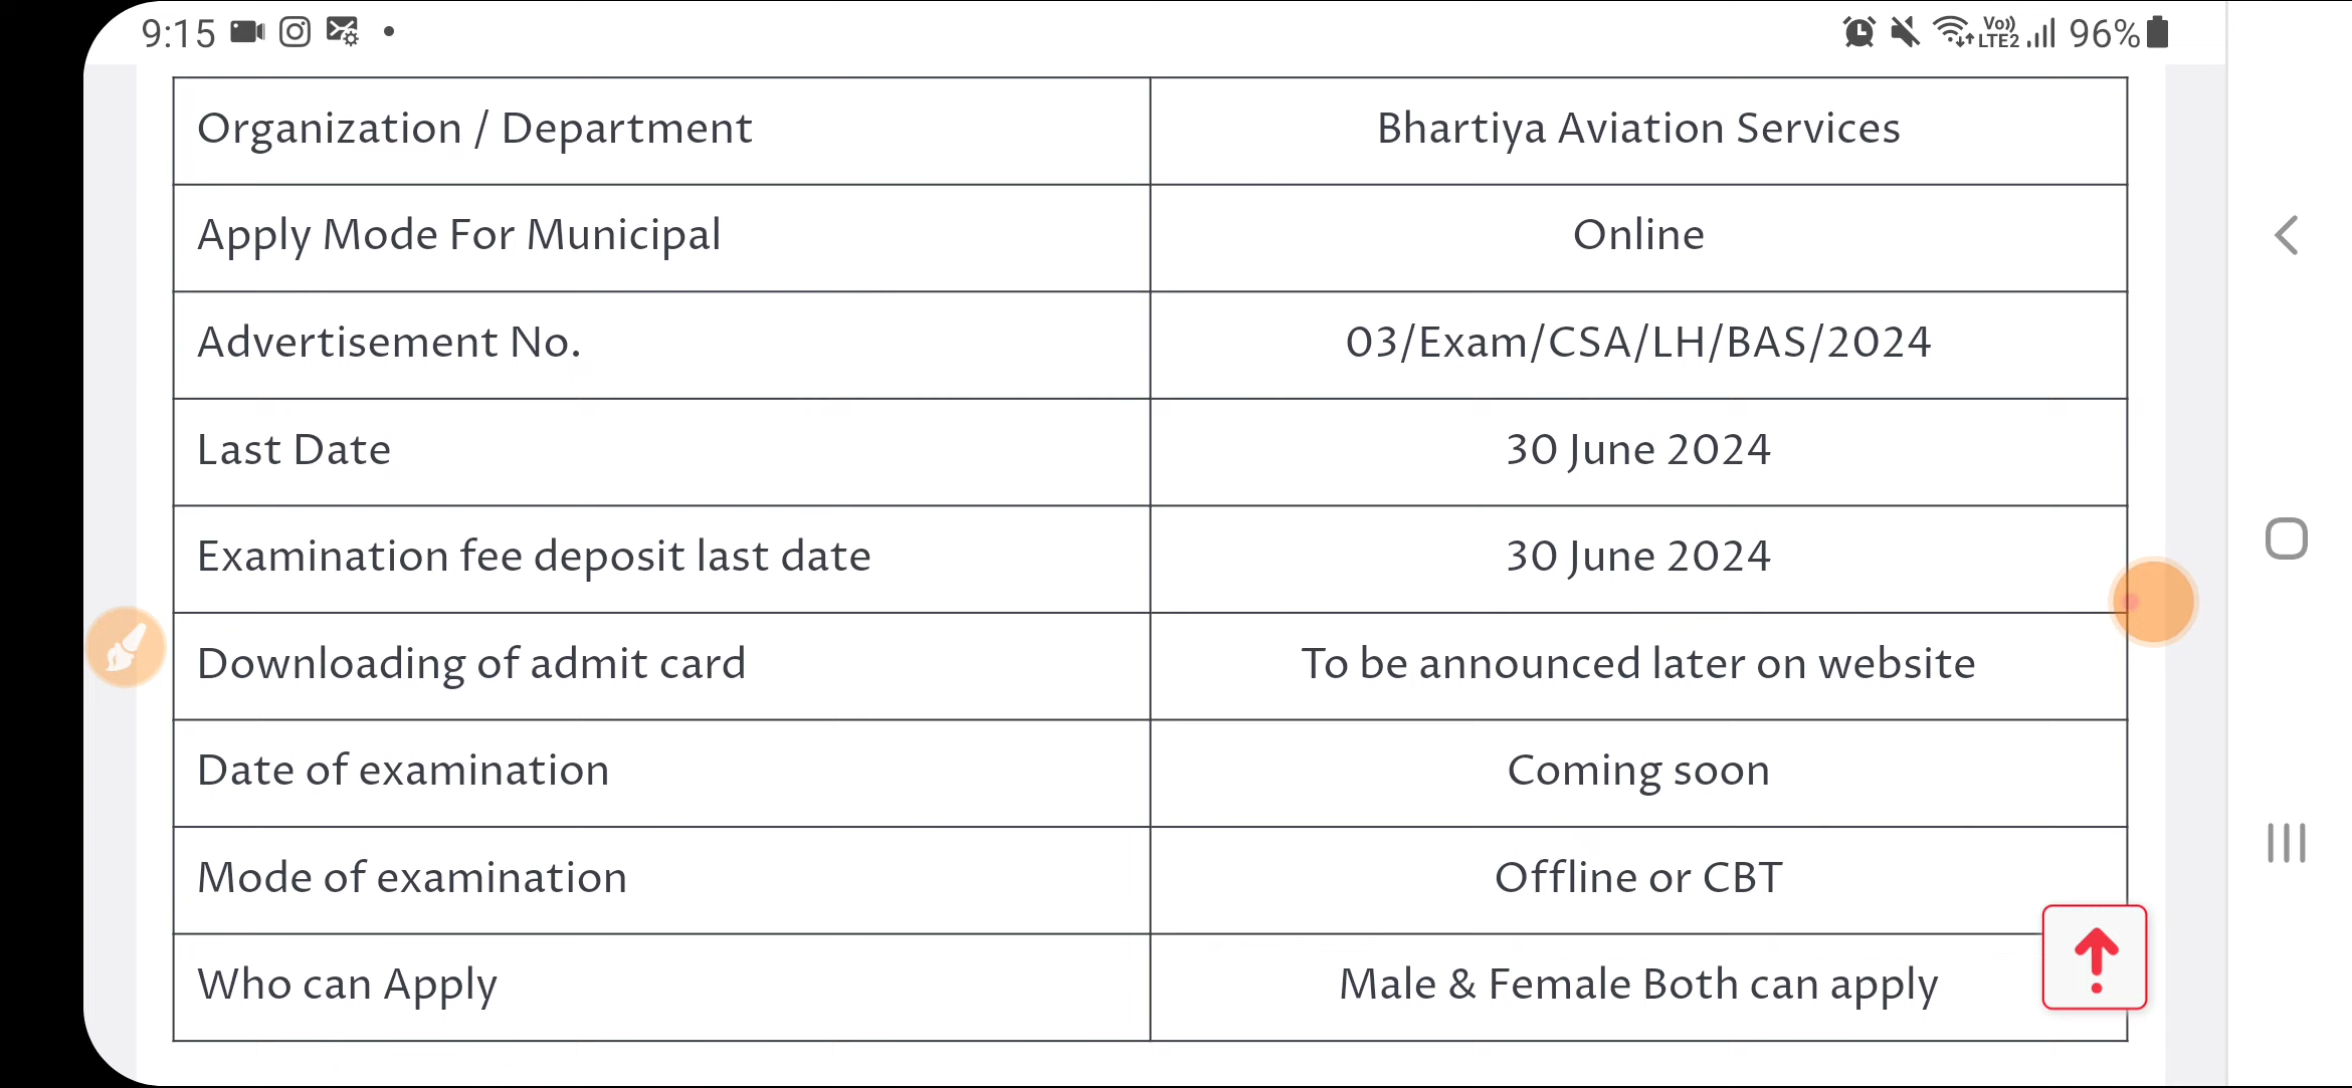 9:15
Vo)) LTE2 96%
Organization / Department Bhartiya Aviation Services
Apply Mode For Municipal Online
Advertisement No. 03/Exam/CSA/LH/BAS/2024
Last Date 30 June 2024
Examination fee deposit last date 30 June 2024
Downloading of admit card To be announced later on website
Date of examination Coming soon
Mode of examination Offline or CBT
Who can Apply Male & Female Both can apply